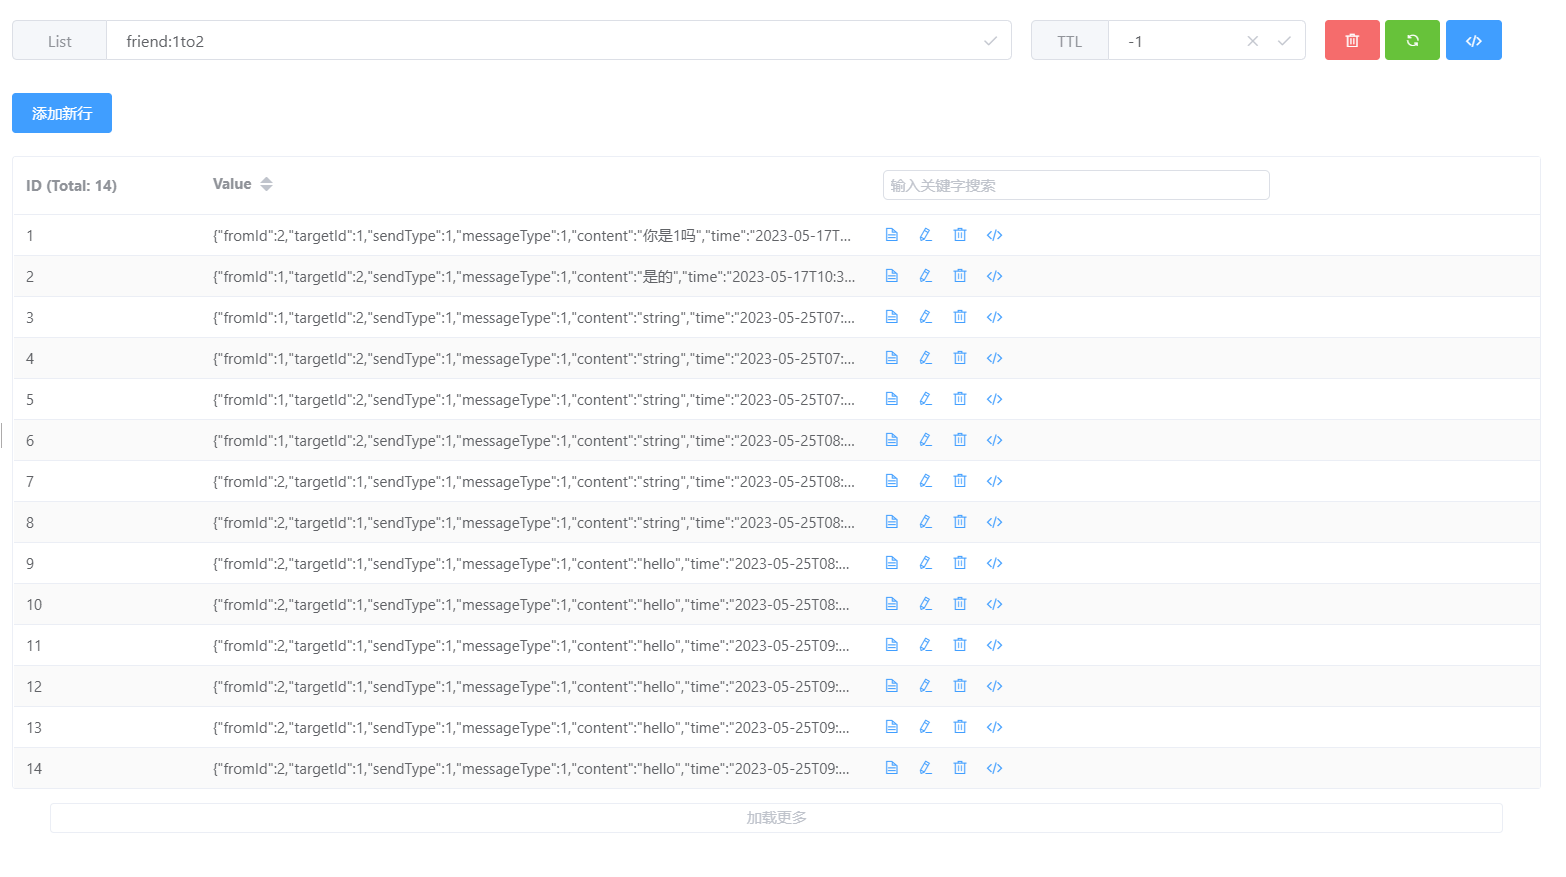 List friend:1to2 TTL -1
添加新行
ID (Total: 14) Value 输入关键字搜索
1 {"fromId":2,"targetId":1,"sendType":1,"messageType":1,"content":"你是1吗","time":"2023-05-17T...
2 {"fromId":1,"targetId":2,"sendType":1,"messageType":1,"content":"是的","time":"2023-05-17T10:3...
3 {"fromId":1,"targetId":2,"sendType":1,"messageType":1,"content":"string","time":"2023-05-25T07:...
4 {"fromId":1,"targetId":2,"sendType":1,"messageType":1,"content":"string","time":"2023-05-25T07:...
5 {"fromId":1,"targetId":2,"sendType":1,"messageType":1,"content":"string","time":"2023-05-25T07:...
6 {"fromId":1,"targetId":2,"sendType":1,"messageType":1,"content":"string","time":"2023-05-25T08:...
7 {"fromId":2,"targetId":1,"sendType":1,"messageType":1,"content":"string","time":"2023-05-25T08:...
8 {"fromId":2,"targetId":1,"sendType":1,"messageType":1,"content":"string","time":"2023-05-25T08:...
9 {"fromId":2,"targetId":1,"sendType":1,"messageType":1,"content":"hello","time":"2023-05-25T08:...
10 {"fromId":2,"targetId":1,"sendType":1,"messageType":1,"content":"hello","time":"2023-05-25T08:...
11 {"fromId":2,"targetId":1,"sendType":1,"messageType":1,"content":"hello","time":"2023-05-25T09:...
12 {"fromId":2,"targetId":1,"sendType":1,"messageType":1,"content":"hello","time":"2023-05-25T09:...
13 {"fromId":2,"targetId":1,"sendType":1,"messageType":1,"content":"hello","time":"2023-05-25T09:...
14 {"fromId":2,"targetId":1,"sendType":1,"messageType":1,"content":"hello","time":"2023-05-25T09:...
加载更多